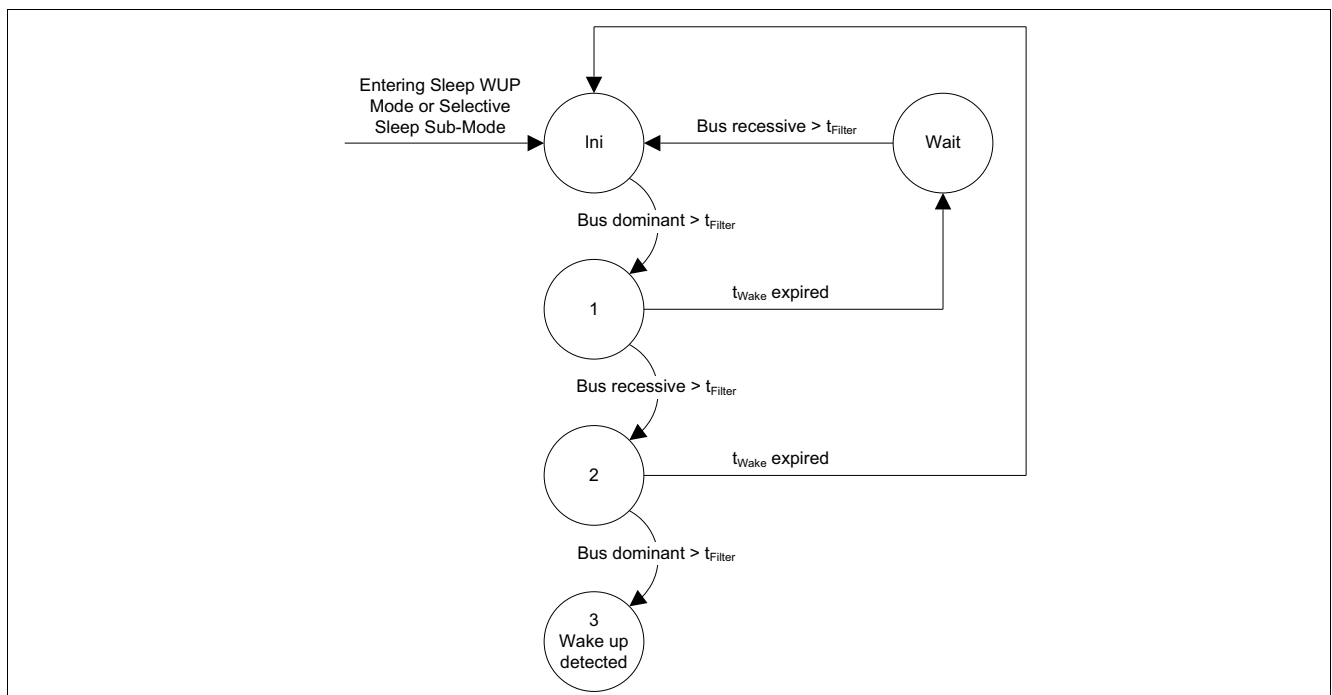 Entering Sleep WUP
Mode or Selective
Sleep Sub-Mode
Ini
Bus recessive > tFilter
Wait
Bus dominant > tFilter
1
tWake expired
Bus recessive > tFilter
2
tWake expired
Bus dominant > tFilter
3
Wake up
detected